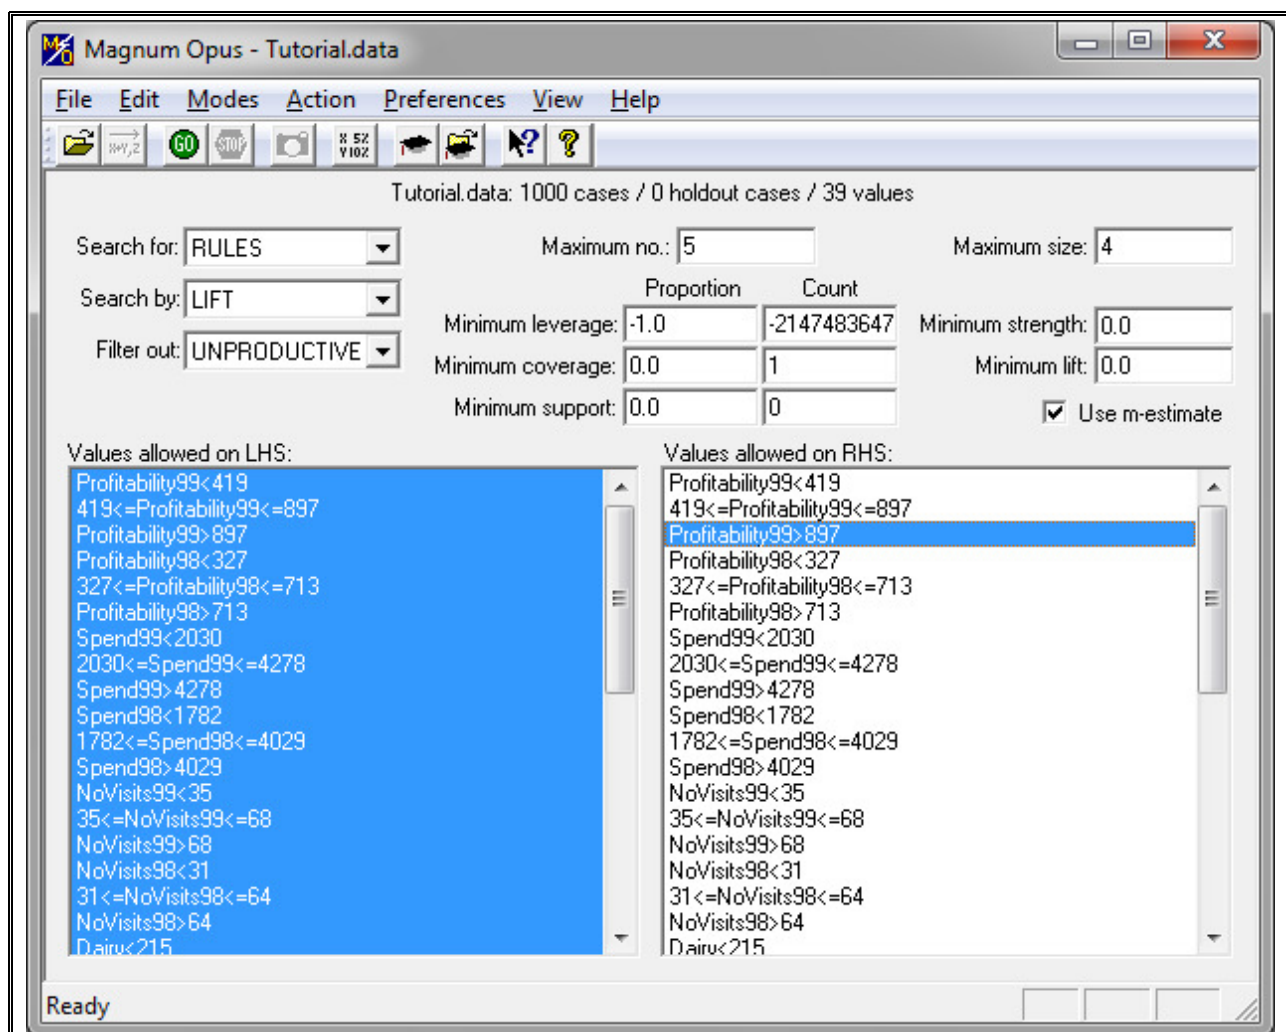 Magnum Opus - Tutorial.data
File Edit Modes Action Preferences View Help
X+Y,Z GO STOP X 5% Y 10% ? ?
Tutorial.data: 1000 cases / 0 holdout cases / 39 values
Search for: RULES Maximum no.: 5 Maximum size: 4
Search by: LIFT Proportion Count
Minimum leverage: -1.0 -2147483647 Minimum strength: 0.0
Filter out: UNPRODUCTIVE Minimum coverage: 0.0 1 Minimum lift: 0.0
Minimum support: 0.0 0 Use m-estimate
Values allowed on LHS:
Profitability99<419
419<=Profitability99<=897
Profitability99>897
Profitability98<327
327<=Profitability98<=713
Profitability98>713
Spend99<2030
2030<=Spend99<=4278
Spend99>4278
Spend98<1782
1782<=Spend98<=4029
Spend98>4029
NoVisits99<35
35<=NoVisits99<=68
NoVisits99>68
NoVisits98<31
31<=NoVisits98<=64
NoVisits98>64
Dairy<215
Values allowed on RHS:
Profitability99<419
419<=Profitability99<=897
Profitability99>897
Profitability98<327
327<=Profitability98<=713
Profitability98>713
Spend99<2030
2030<=Spend99<=4278
Spend99>4278
Spend98<1782
1782<=Spend98<=4029
Spend98>4029
NoVisits99<35
35<=NoVisits99<=68
NoVisits99>68
NoVisits98<31
31<=NoVisits98<=64
NoVisits98>64
Dairy<215
Ready